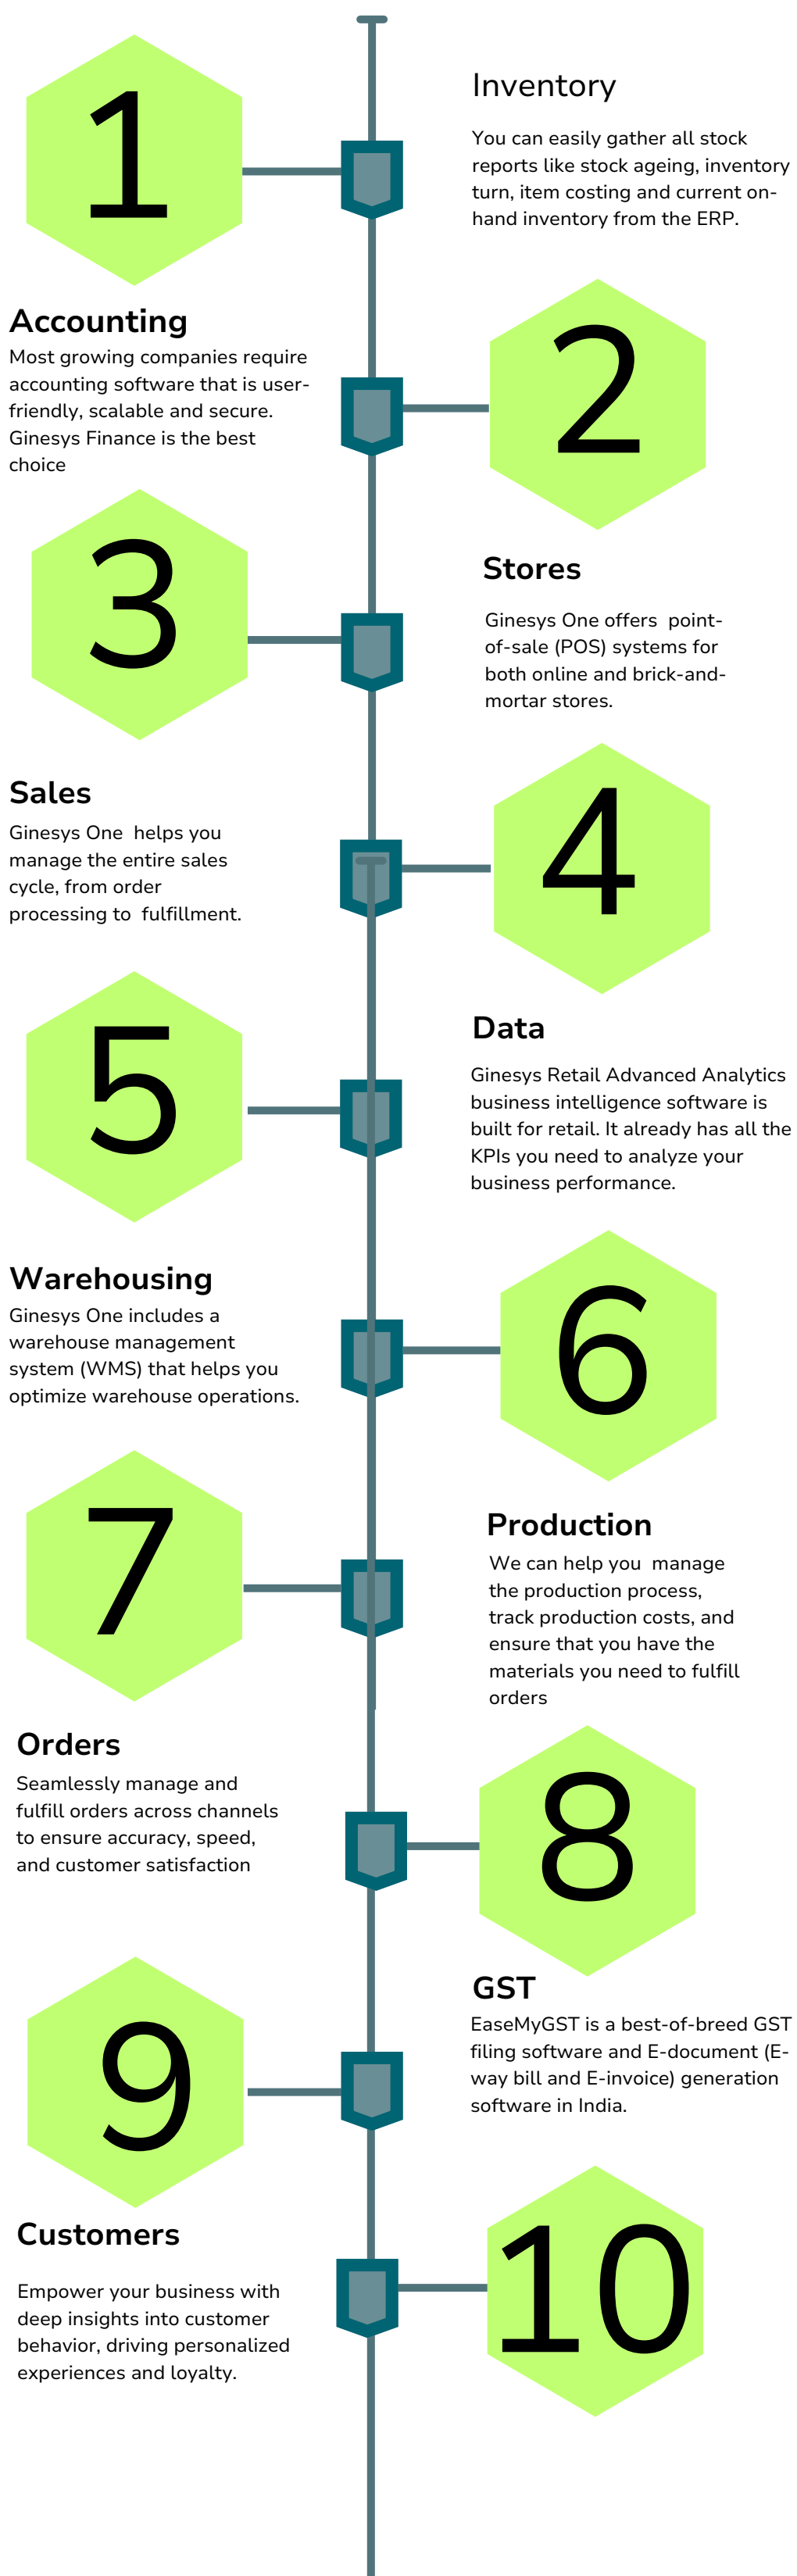 1
Inventory
You can easily gather all stock
reports like stock ageing, inventory
turn, item costing and current on-
hand inventory from the ERP.
2
Accounting
Most growing companies require
accounting software that is user-
friendly, scalable and secure.
Ginesys Finance is the best
choice
3
Stores
Ginesys One offers point-
of-sale (POS) systems for
both online and brick-and-
mortar stores.
4
Sales
Ginesys One helps you
manage the entire sales
cycle, from order
processing to fulfillment.
5
Data
Ginesys Retail Advanced Analytics
business intelligence software is
built for retail. It already has all the
KPIs you need to analyze your
business performance.
6
Warehousing
Ginesys One includes a
warehouse management
system (WMS) that helps you
optimize warehouse operations.
7
Production
We can help you manage
the production process,
track production costs, and
ensure that you have the
materials you need to fulfill
orders
8
Orders
Seamlessly manage and
fulfill orders across channels
to ensure accuracy, speed,
and customer satisfaction
9
GST
EaseMyGST is a best-of-breed GST
filing software and E-document (E-
way bill and E-invoice) generation
software in India.
10
Customers
Empower your business with
deep insights into customer
behavior, driving personalized
experiences and loyalty.